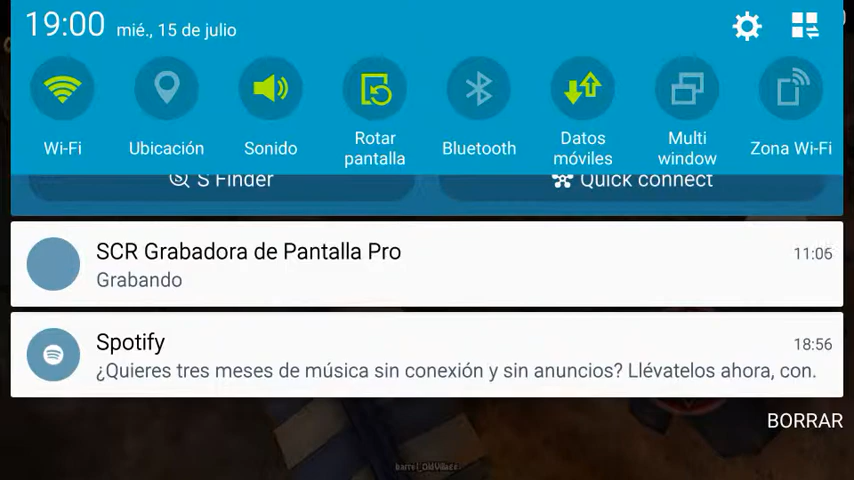 19:00 mié., 15 de julio
Wi-Fi
Ubicación
Sonido
Rotar
pantalla
Bluetooth
Datos
móviles
Multi
window
Zona Wi-Fi
S Finder
Quick connect
SCR Grabadora de Pantalla Pro 11:06
Grabando
Spotify 18:56
¿Quieres tres meses de música sin conexión y sin anuncios? Llévatelos ahora, con.
BORRAR
barrel_OldVillage